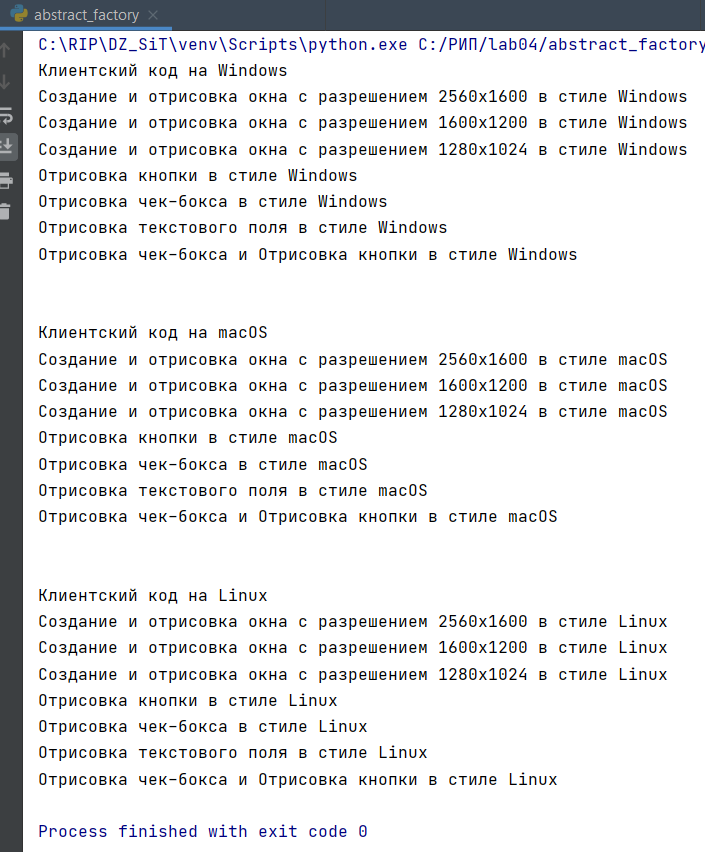 abstract_factory
C:\RIP\DZ_SiT\venv\Scripts\python.exe C:/РИП/lab04/abstract_factory
Клиентский код на Windows
Создание и отрисовка окна с разрешением 2560x1600 в стиле Windows
Создание и отрисовка окна с разрешением 1600x1200 в стиле Windows
Создание и отрисовка окна с разрешением 1280x1024 в стиле Windows
Отрисовка кнопки в стиле Windows
Отрисовка чек-бокса в стиле Windows
Отрисовка текстового поля в стиле Windows
Отрисовка чек-бокса и Отрисовка кнопки в стиле Windows
Клиентский код на macOS
Создание и отрисовка окна с разрешением 2560x1600 в стиле macOS
Создание и отрисовка окна с разрешением 1600x1200 в стиле macOS
Создание и отрисовка окна с разрешением 1280x1024 в стиле macOS
Отрисовка кнопки в стиле macOS
Отрисовка чек-бокса в стиле macOS
Отрисовка текстового поля в стиле macOS
Отрисовка чек-бокса и Отрисовка кнопки в стиле macOS
Клиентский код на Linux
Создание и отрисовка окна с разрешением 2560x1600 в стиле Linux
Создание и отрисовка окна с разрешением 1600x1200 в стиле Linux
Создание и отрисовка окна с разрешением 1280x1024 в стиле Linux
Отрисовка кнопки в стиле Linux
Отрисовка чек-бокса в стиле Linux
Отрисовка текстового поля в стиле Linux
Отрисовка чек-бокса и Отрисовка кнопки в стиле Linux
Process finished with exit code 0